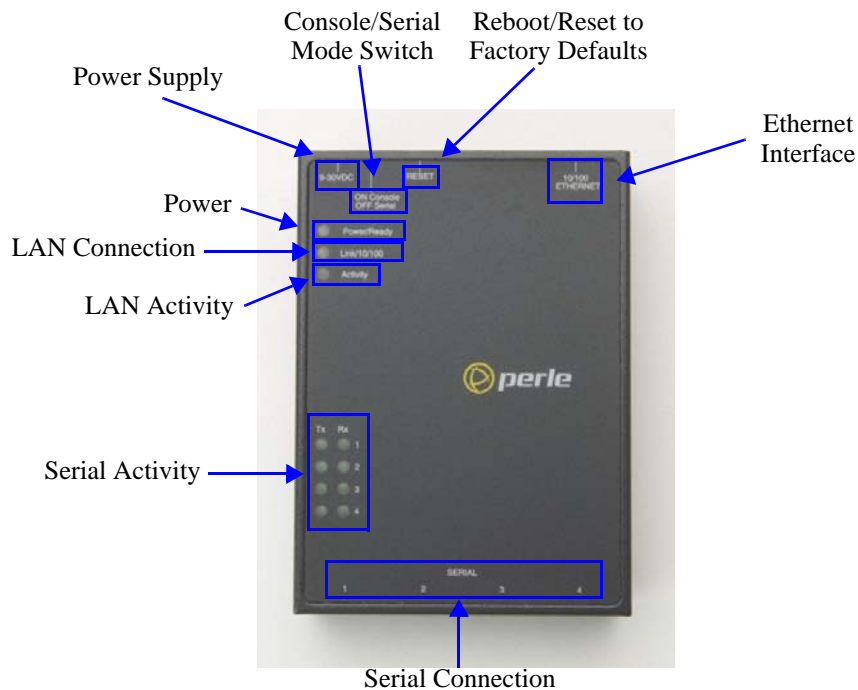 Console/Serial
Mode Switch
Reboot/Reset to
Factory Defaults
Power Supply
Ethernet
Interface
9-30VDC
RESET
10/100
ETHERNET
ON Console
OFF Serial
Power
Power/Ready
LAN Connection
Link/10/100
Activity
LAN Activity
perle
Tx Rx
1
2
3
4
Serial Activity
SERIAL
1 2 3 4
Serial Connection